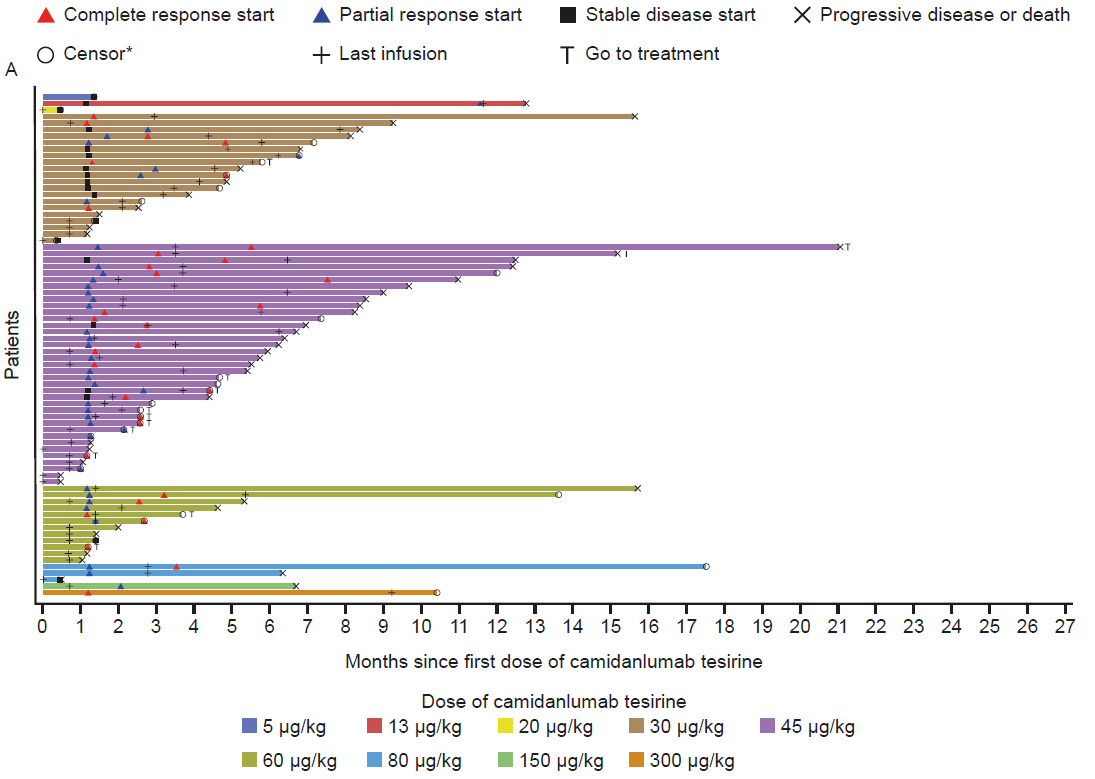 Complete response start Partial response start Stable disease start Progressive disease or death
Censor* Last infusion Go to treatment
A
Patients
0 1 2 3 4 5 6 7 8 9 10 11 12 13 14 15 16 17 18 19 20 21 22 23 24 25 26 27
Months since first dose of camidanlumab tesirine
Dose of camidanlumab tesirine
5 µg/kg 13 µg/kg 20 µg/kg 30 µg/kg 45 µg/kg
60 µg/kg 80 µg/kg 150 µg/kg 300 µg/kg